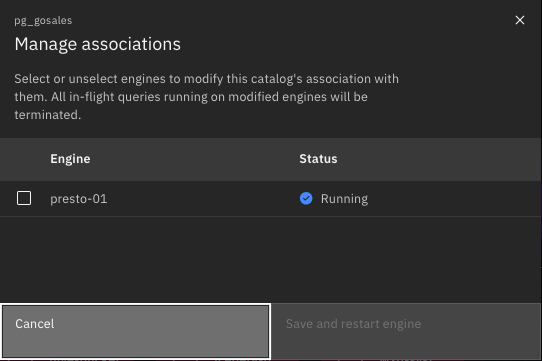 pg_gosales
Manage associations
Select or unselect engines to modify this catalog's association with
them. All in-flight queries running on modified engines will be
terminated.
Engine Status
presto-01 Running
Cancel Save and restart engine